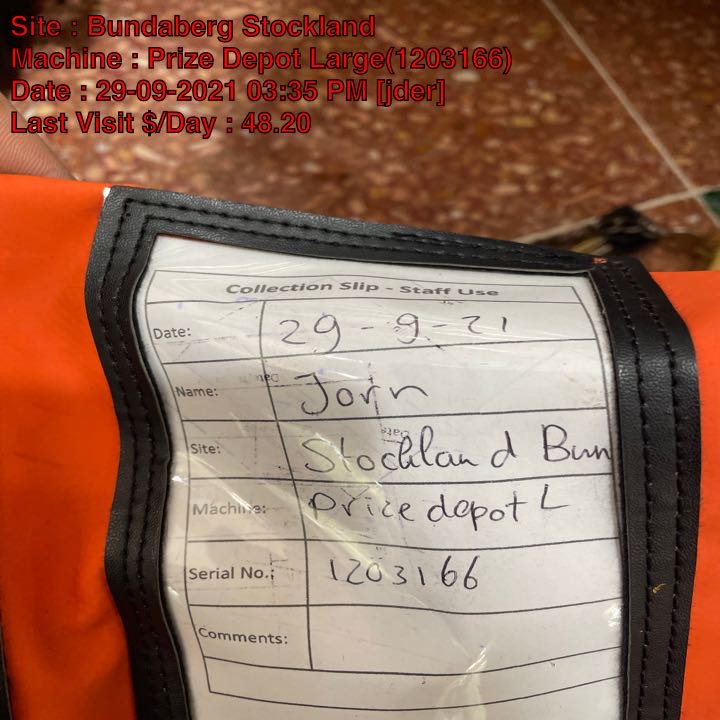 Site : Bundaberg Stockland
Machine : Prize Depot Large(1203166)
Date : 29-09-2021 03:35 PM [jder]
Last Visit $/Day : 48.20
Collection Slip - Staff Use
Date: 29-9-21
Name: Jorn
Site: Stockland Bun
Machine: Price depot L
Serial No.: 1203166
Comments: